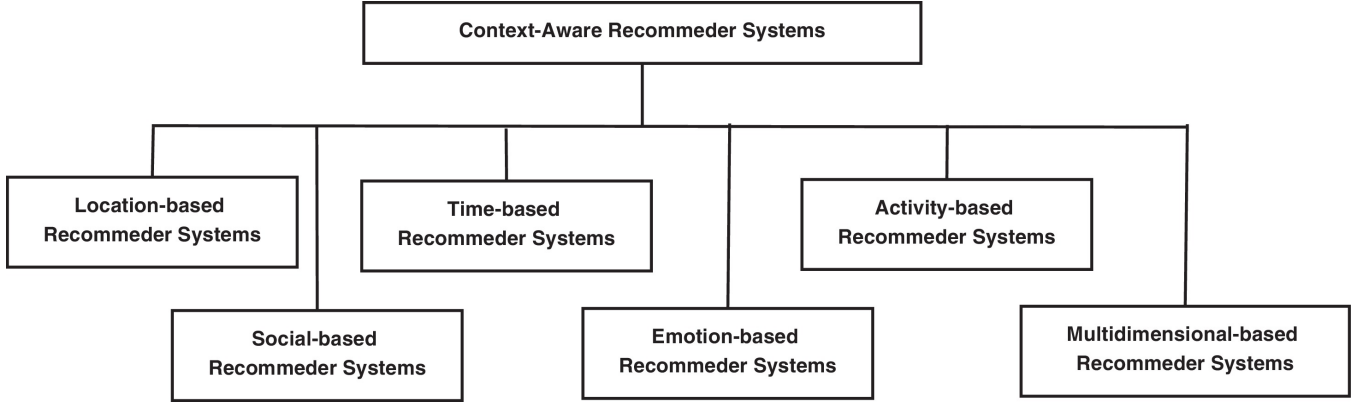 Context-Aware Recommeder Systems
Location-based
Recommeder Systems
Time-based
Recommeder Systems
Activity-based
Recommeder Systems
Social-based
Recommeder Systems
Emotion-based
Recommeder Systems
Multidimensional-based
Recommeder Systems